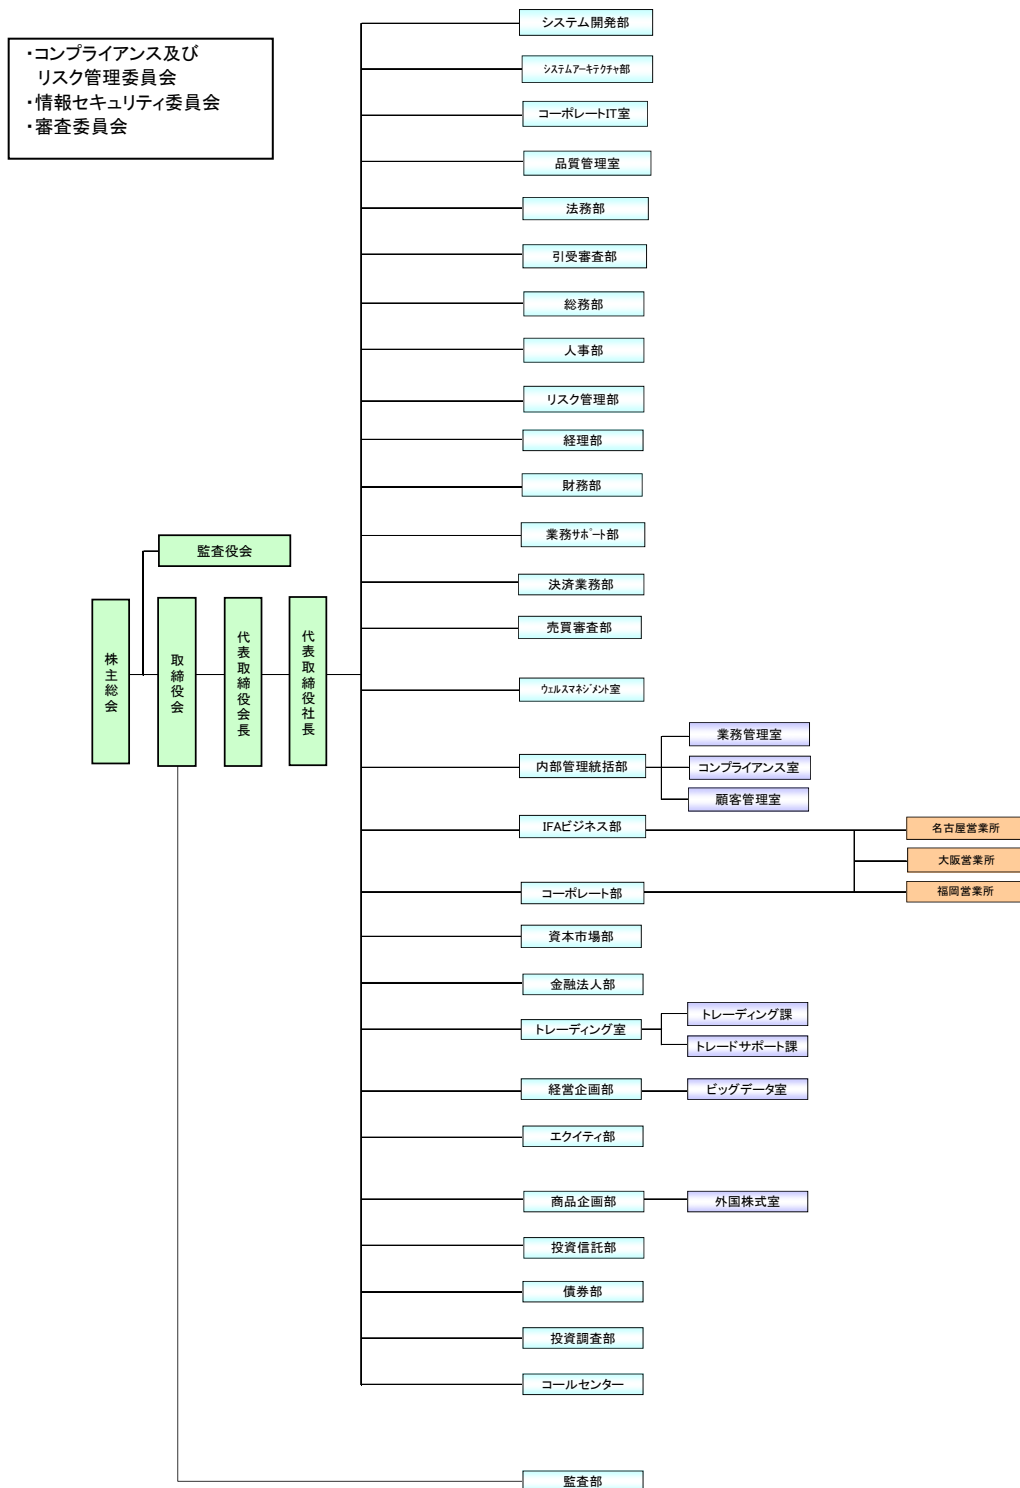 ・コンプライアンス及び
リスク管理委員会
・情報セキュリティ委員会
・審査委員会
システム開発部
システムアーキテクチャ部
コーポレートIT室
品質管理室
法務部
引受審査部
総務部
人事部
リスク管理部
経理部
財務部
業務サポート部
監査役会
決済業務部
株主総会
取締役会
代表取締役会長
代表取締役社長
売買審査部
ウェルスマネジメント室
内部管理統括部
業務管理室
コンプライアンス室
顧客管理室
IFAビジネス部
名古屋営業所
大阪営業所
コーポレート部
福岡営業所
資本市場部
金融法人部
トレーディング室
トレーディング課
トレードサポート課
経営企画部
ビッグデータ室
エクイティ部
商品企画部
外国株式室
投資信託部
債券部
投資調査部
コールセンター
監査部